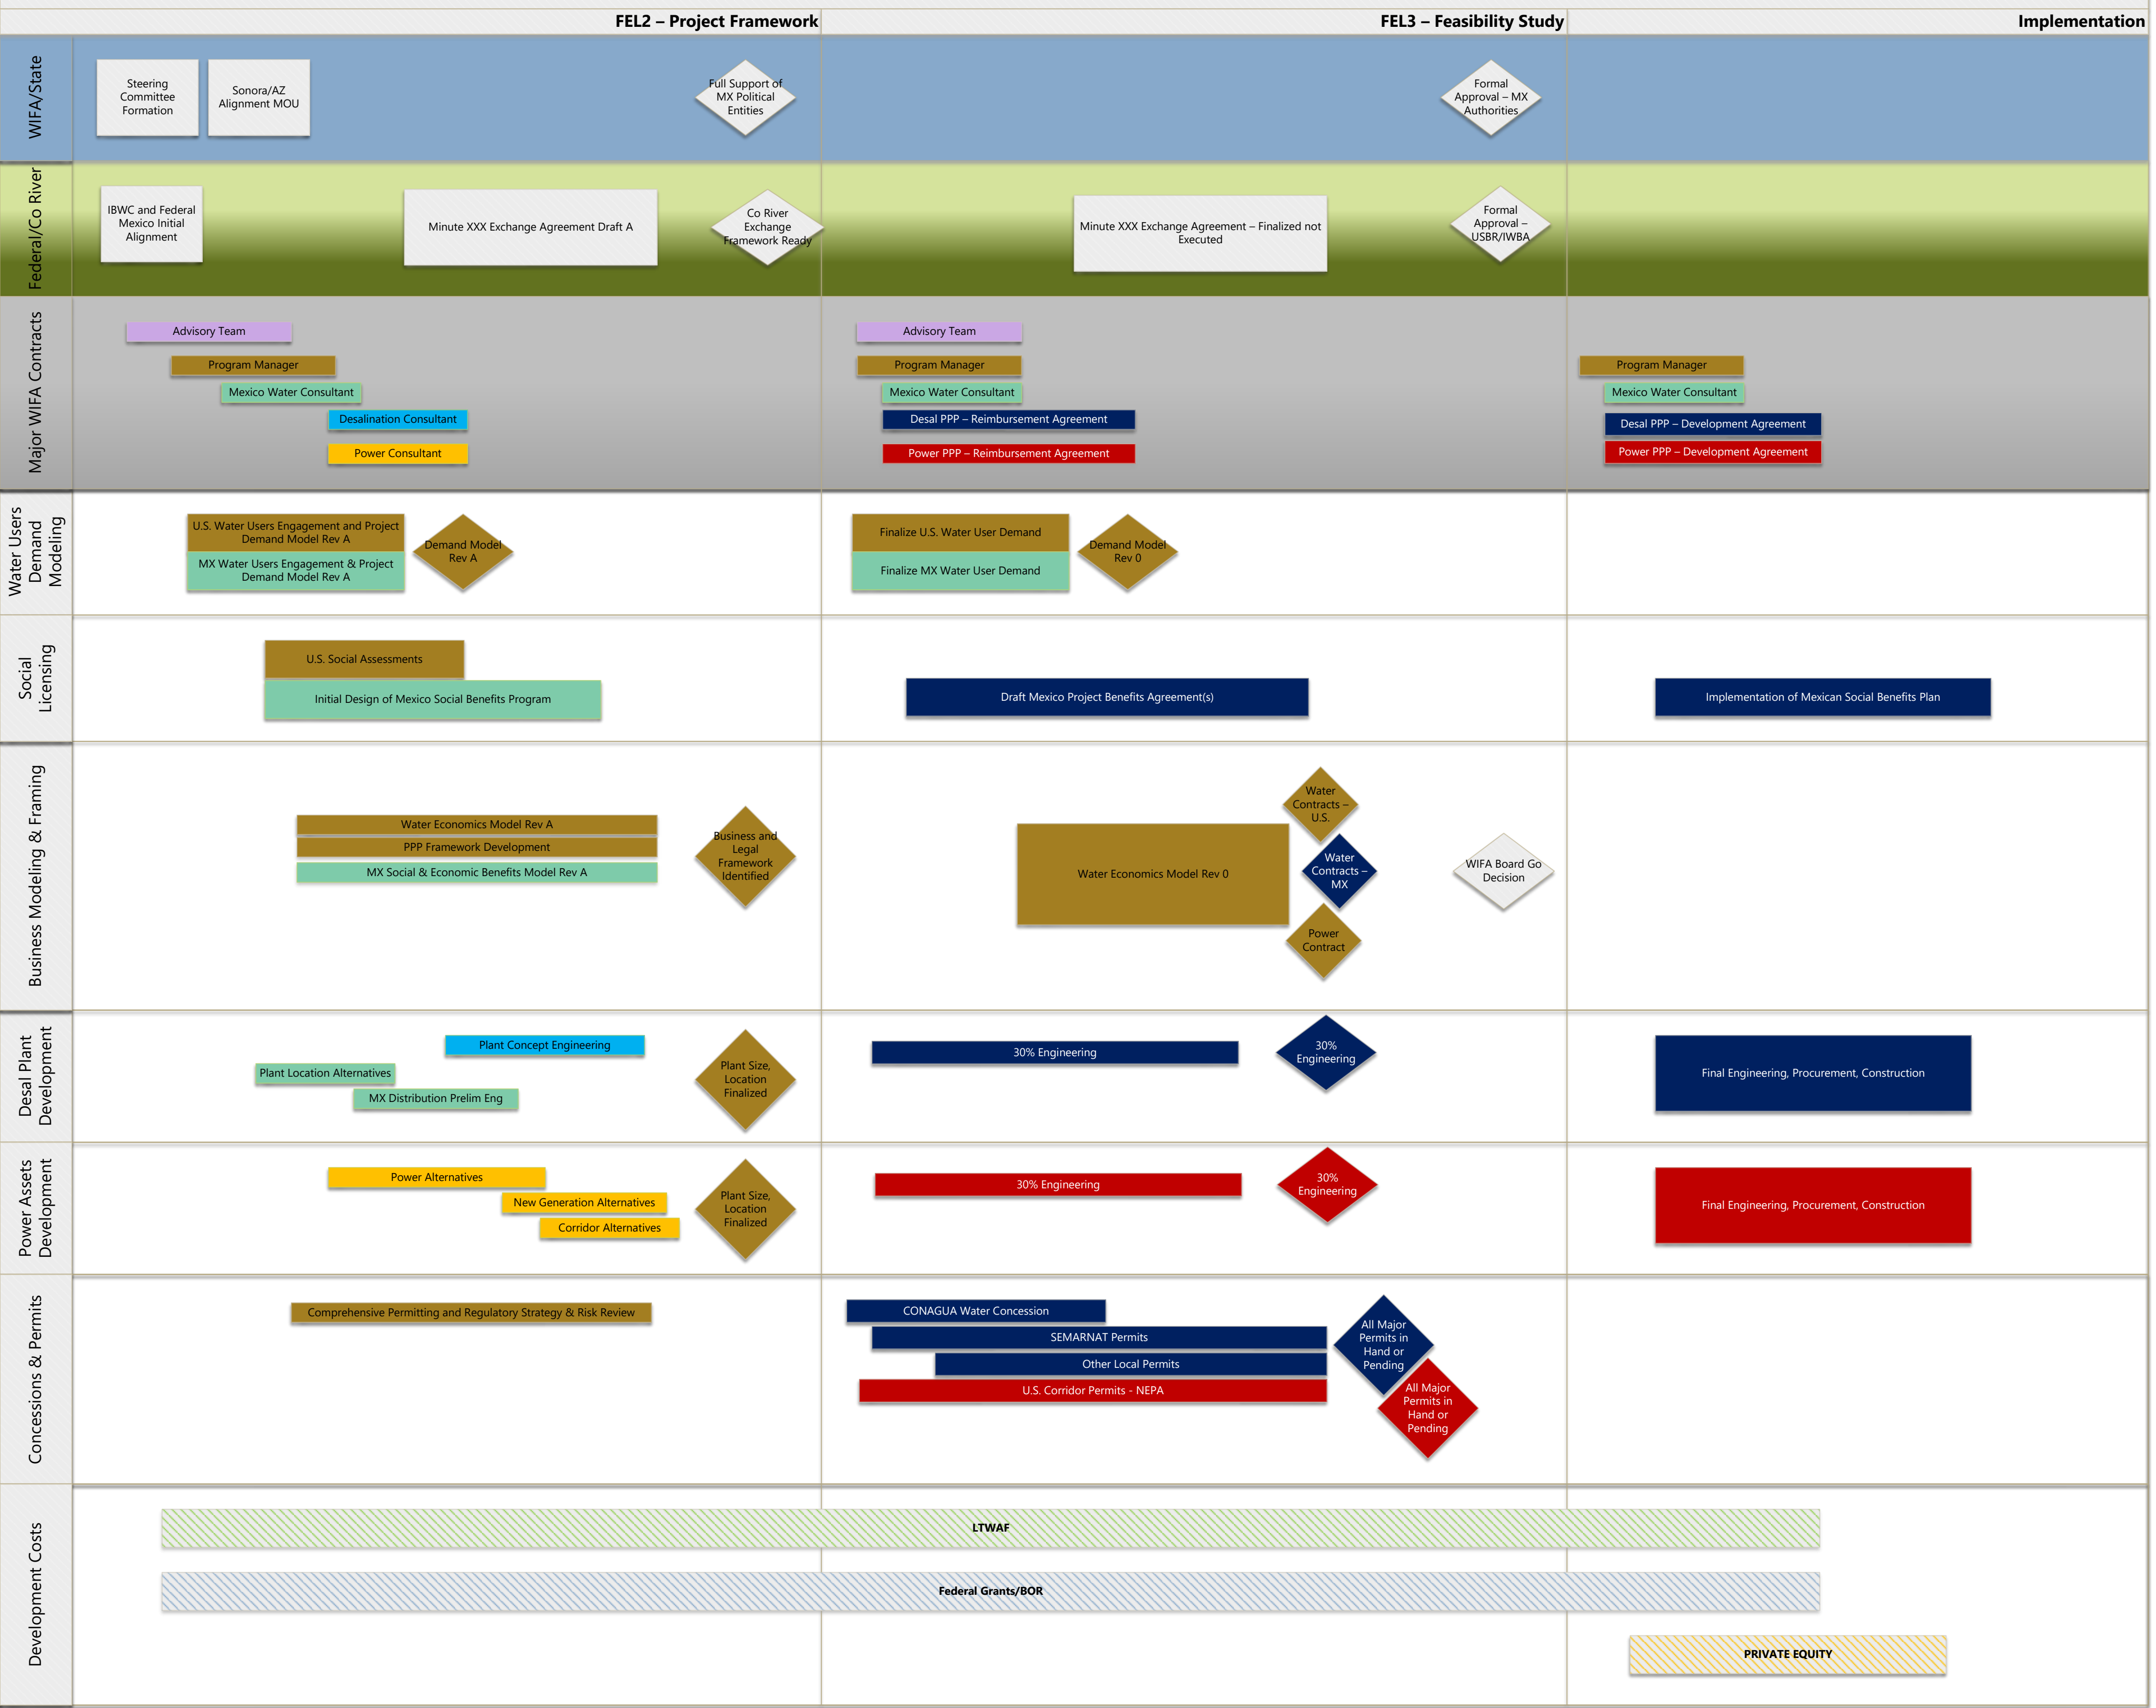 FEL2 – Project Framework
FEL3 – Feasibility Study
Implementation
WIFA/State
Steering
Committee
Formation
Sonora/AZ
Alignment MOU
Full Support of
MX Political
Entities
Formal
Approval – MX
Authorities
Federal/Co River
IBWC and Federal
Mexico Initial
Alignment
Minute XXX Exchange Agreement Draft A
Co River
Exchange
Framework Ready
Minute XXX Exchange Agreement – Finalized not
Executed
Formal
Approval –
USBR/IWBA
Major WIFA Contracts
Advisory Team
Program Manager
Mexico Water Consultant
Desalination Consultant
Power Consultant
Advisory Team
Program Manager
Mexico Water Consultant
Desal PPP – Reimbursement Agreement
Power PPP – Reimbursement Agreement
Program Manager
Mexico Water Consultant
Desal PPP – Development Agreement
Power PPP – Development Agreement
Water Users
Demand
Modeling
U.S. Water Users Engagement and Project
Demand Model Rev A
MX Water Users Engagement & Project
Demand Model Rev A
Demand Model
Rev A
Finalize U.S. Water User Demand
Finalize MX Water User Demand
Demand Model
Rev 0
Social
Licensing
U.S. Social Assessments
Initial Design of Mexico Social Benefits Program
Draft Mexico Project Benefits Agreement(s)
Implementation of Mexican Social Benefits Plan
Business Modeling & Framing
Water Economics Model Rev A
PPP Framework Development
MX Social & Economic Benefits Model Rev A
Business and
Legal
Framework
Identified
Water Economics Model Rev 0
Water
Contracts –
U.S.
Water
Contracts –
MX
Power
Contract
WIFA Board Go
Decision
Desal Plant
Development
Plant Concept Engineering
Plant Location Alternatives
MX Distribution Prelim Eng
Plant Size,
Location
Finalized
30% Engineering
30%
Engineering
Final Engineering, Procurement, Construction
Power Assets
Development
Power Alternatives
New Generation Alternatives
Corridor Alternatives
Plant Size,
Location
Finalized
30% Engineering
30%
Engineering
Final Engineering, Procurement, Construction
Concessions & Permits
Comprehensive Permitting and Regulatory Strategy & Risk Review
CONAGUA Water Concession
SEMARNAT Permits
Other Local Permits
U.S. Corridor Permits - NEPA
All Major
Permits in
Hand or
Pending
All Major
Permits in
Hand or
Pending
Development Costs
LTWAF
Federal Grants/BOR
PRIVATE EQUITY